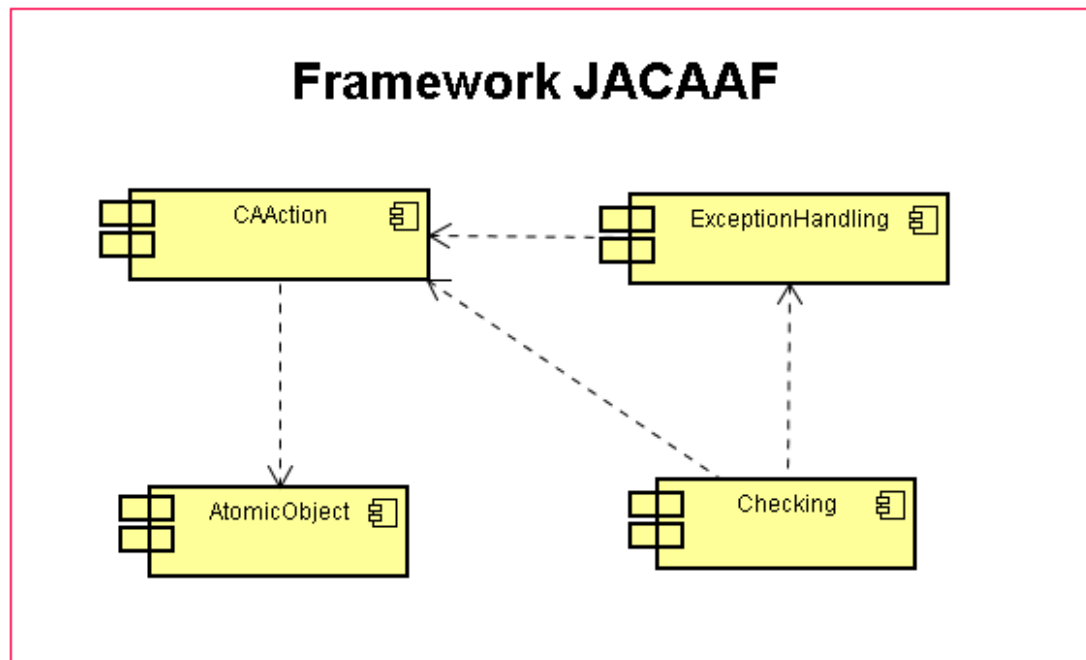 Framework JACAAF
CAAction
ExceptionHandling
AtomicObject
Checking